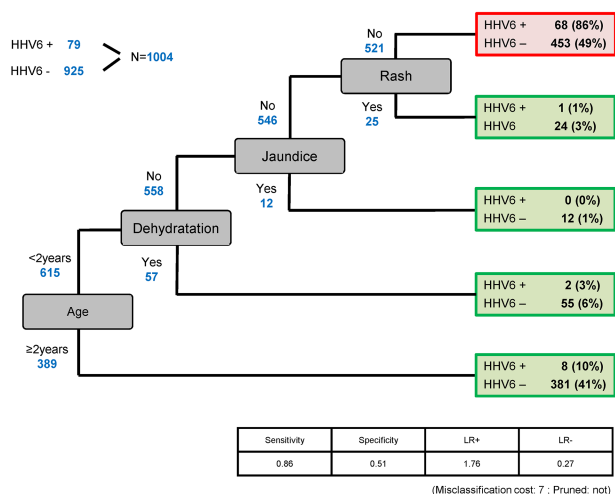 HHV6 + 79
HHV6 - 925
N=1004
No
521
HHV6 + 68 (86%)
HHV6 – 453 (49%)
Rash
Yes
25
HHV6 + 1 (1%)
HHV6 24 (3%)
No
546
Jaundice
Yes
12
HHV6 + 0 (0%)
HHV6 – 12 (1%)
No
558
Dehydratation
Yes
57
HHV6 + 2 (3%)
HHV6 – 55 (6%)
<2years
615
Age
≥2years
389
HHV6 + 8 (10%)
HHV6 – 381 (41%)
Sensitivity Specificity LR+ LR-
0.86 0.51 1.76 0.27
(Misclassification cost: 7 ; Pruned: not)